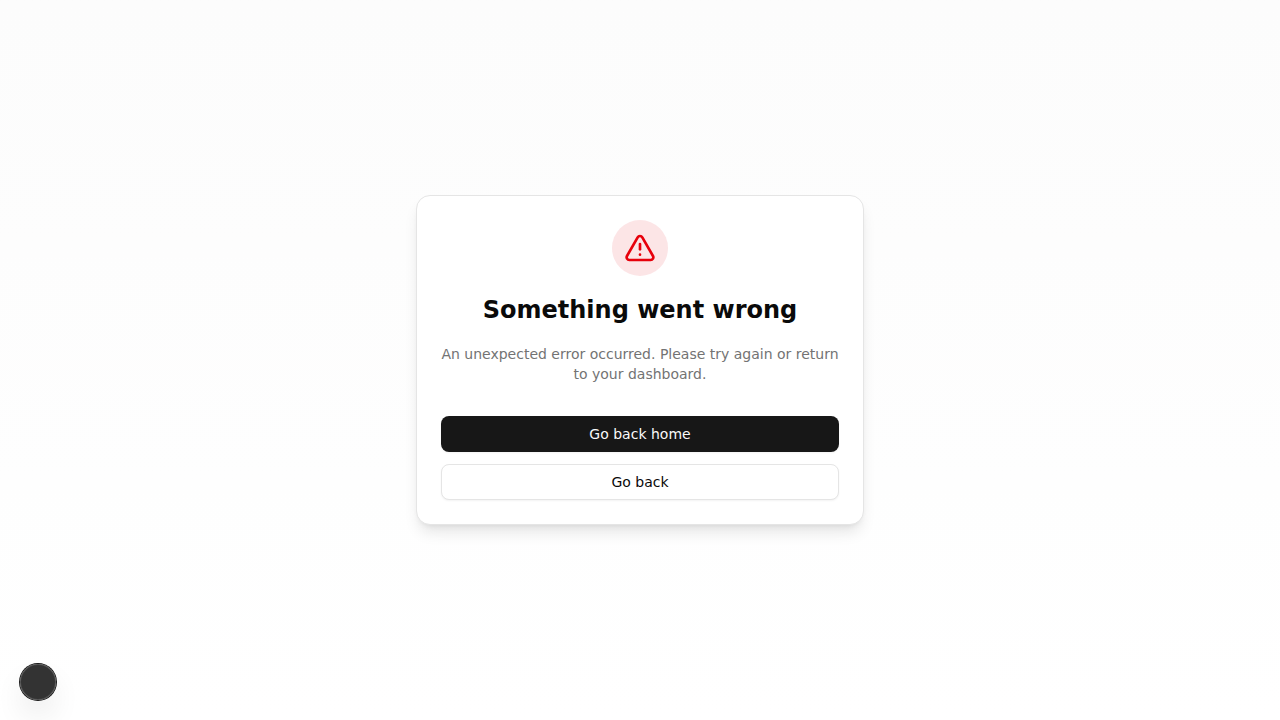 Something went wrong
An unexpected error occurred. Please try again or return
to your dashboard.
Go back home
Go back